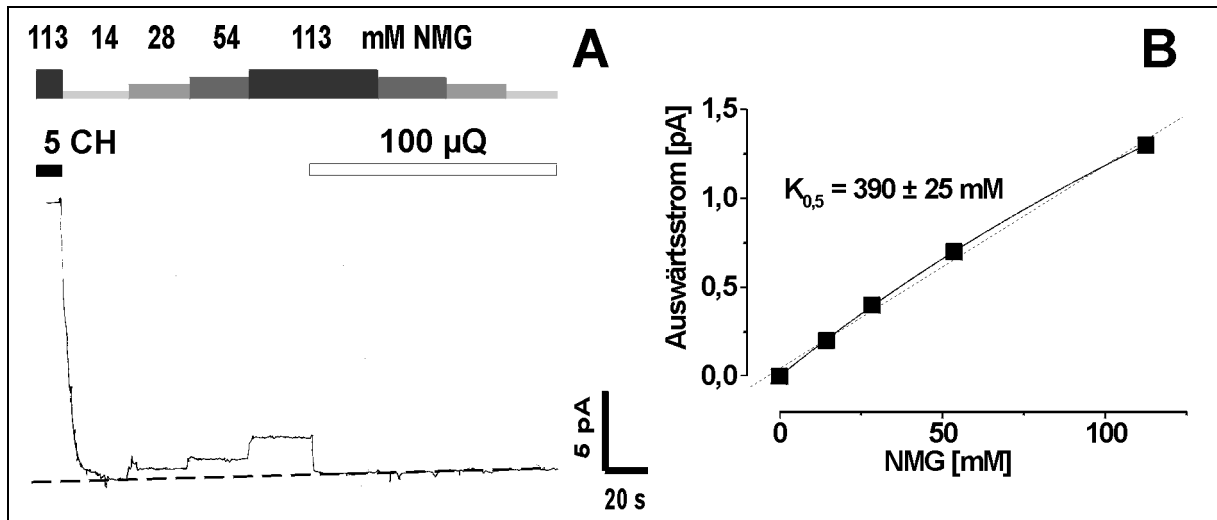 113 14 28 54 113 mM NMG
A
5 CH
100 µQ
5 pA
20 s
B
Auswärtsstrom [pA]
1,5
1,0
0,5
0,0
K0,5 = 390 ± 25 mM
0 50 100
NMG [mM]